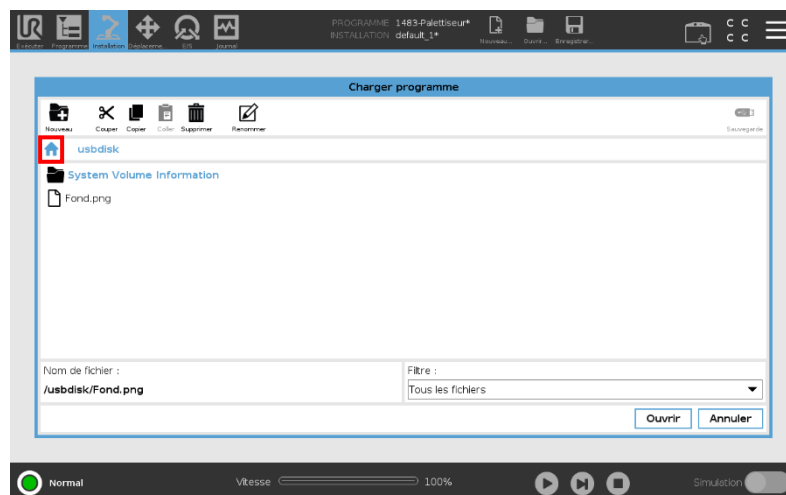 PROGRAMME 1483-Palettiseur*
INSTALLATION default_1*
Exécuter Programme Installation Déplaceme... E/S Journal Nouveau... Ouvrir... Enregistrer...
C C
C C
Charger programme
Nouveau Couper Copier Coller Supprimer Renommer Sauvegarde
usbdisk
System Volume Information
Fond.png
Nom de fichier :
/usbdisk/Fond.png
Filtre :
Tous les fichiers
Ouvrir Annuler
Normal Vitesse 100% Simulation